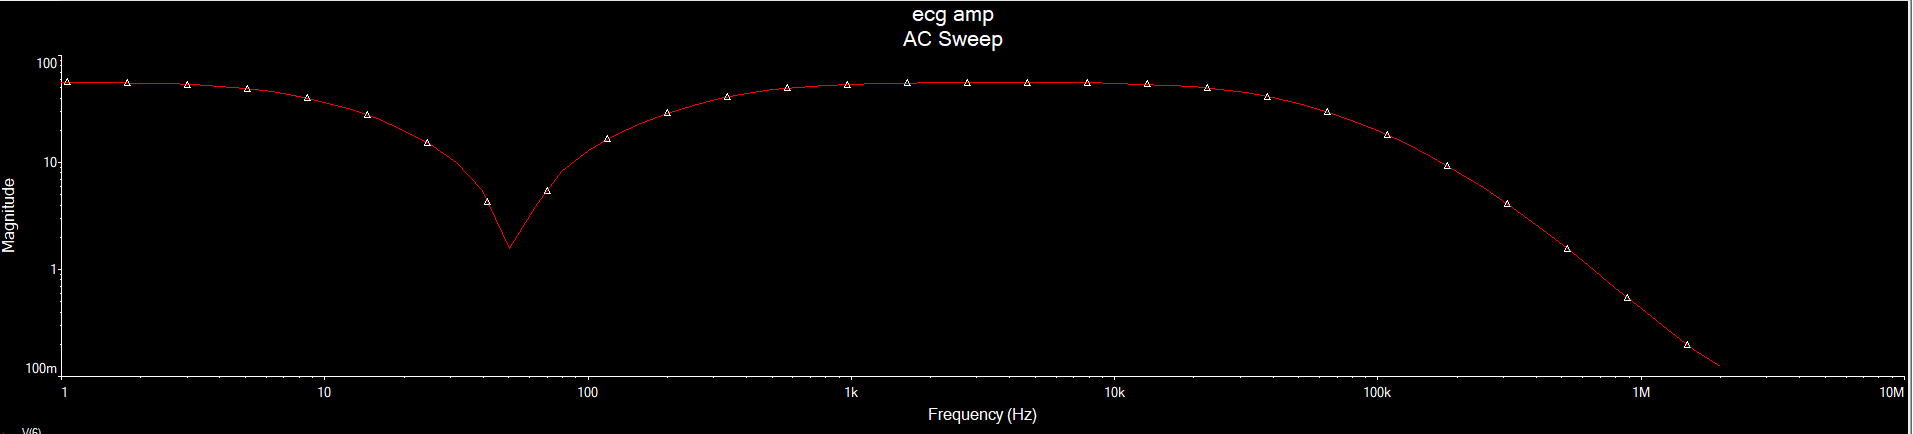 ecg amp
AC Sweep
100
10
1
100m
Magnitude
1 10 100 1k 10k 100k 1M 10M
Frequency (Hz)
V(6)